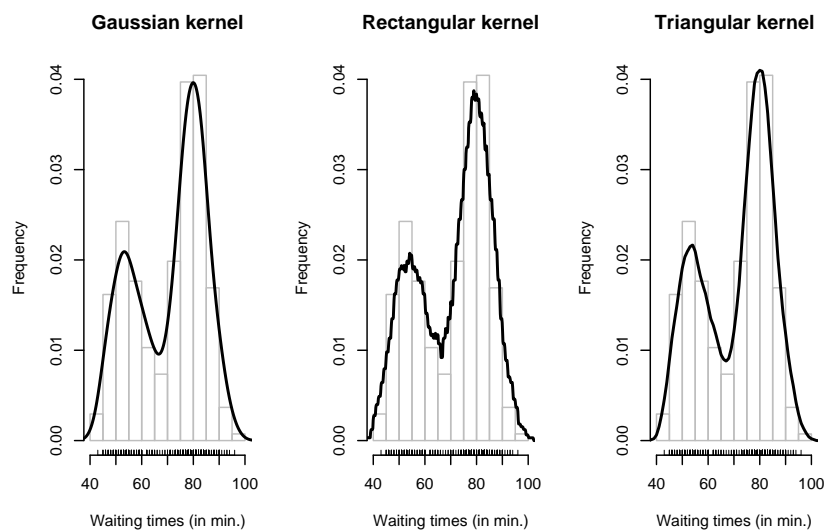 Gaussian kernel
Frequency
0.00 0.01 0.02 0.03 0.04
40 60 80 100
Waiting times (in min.)
Rectangular kernel
Frequency
0.00 0.01 0.02 0.03 0.04
40 60 80 100
Waiting times (in min.)
Triangular kernel
Frequency
0.00 0.01 0.02 0.03 0.04
40 60 80 100
Waiting times (in min.)